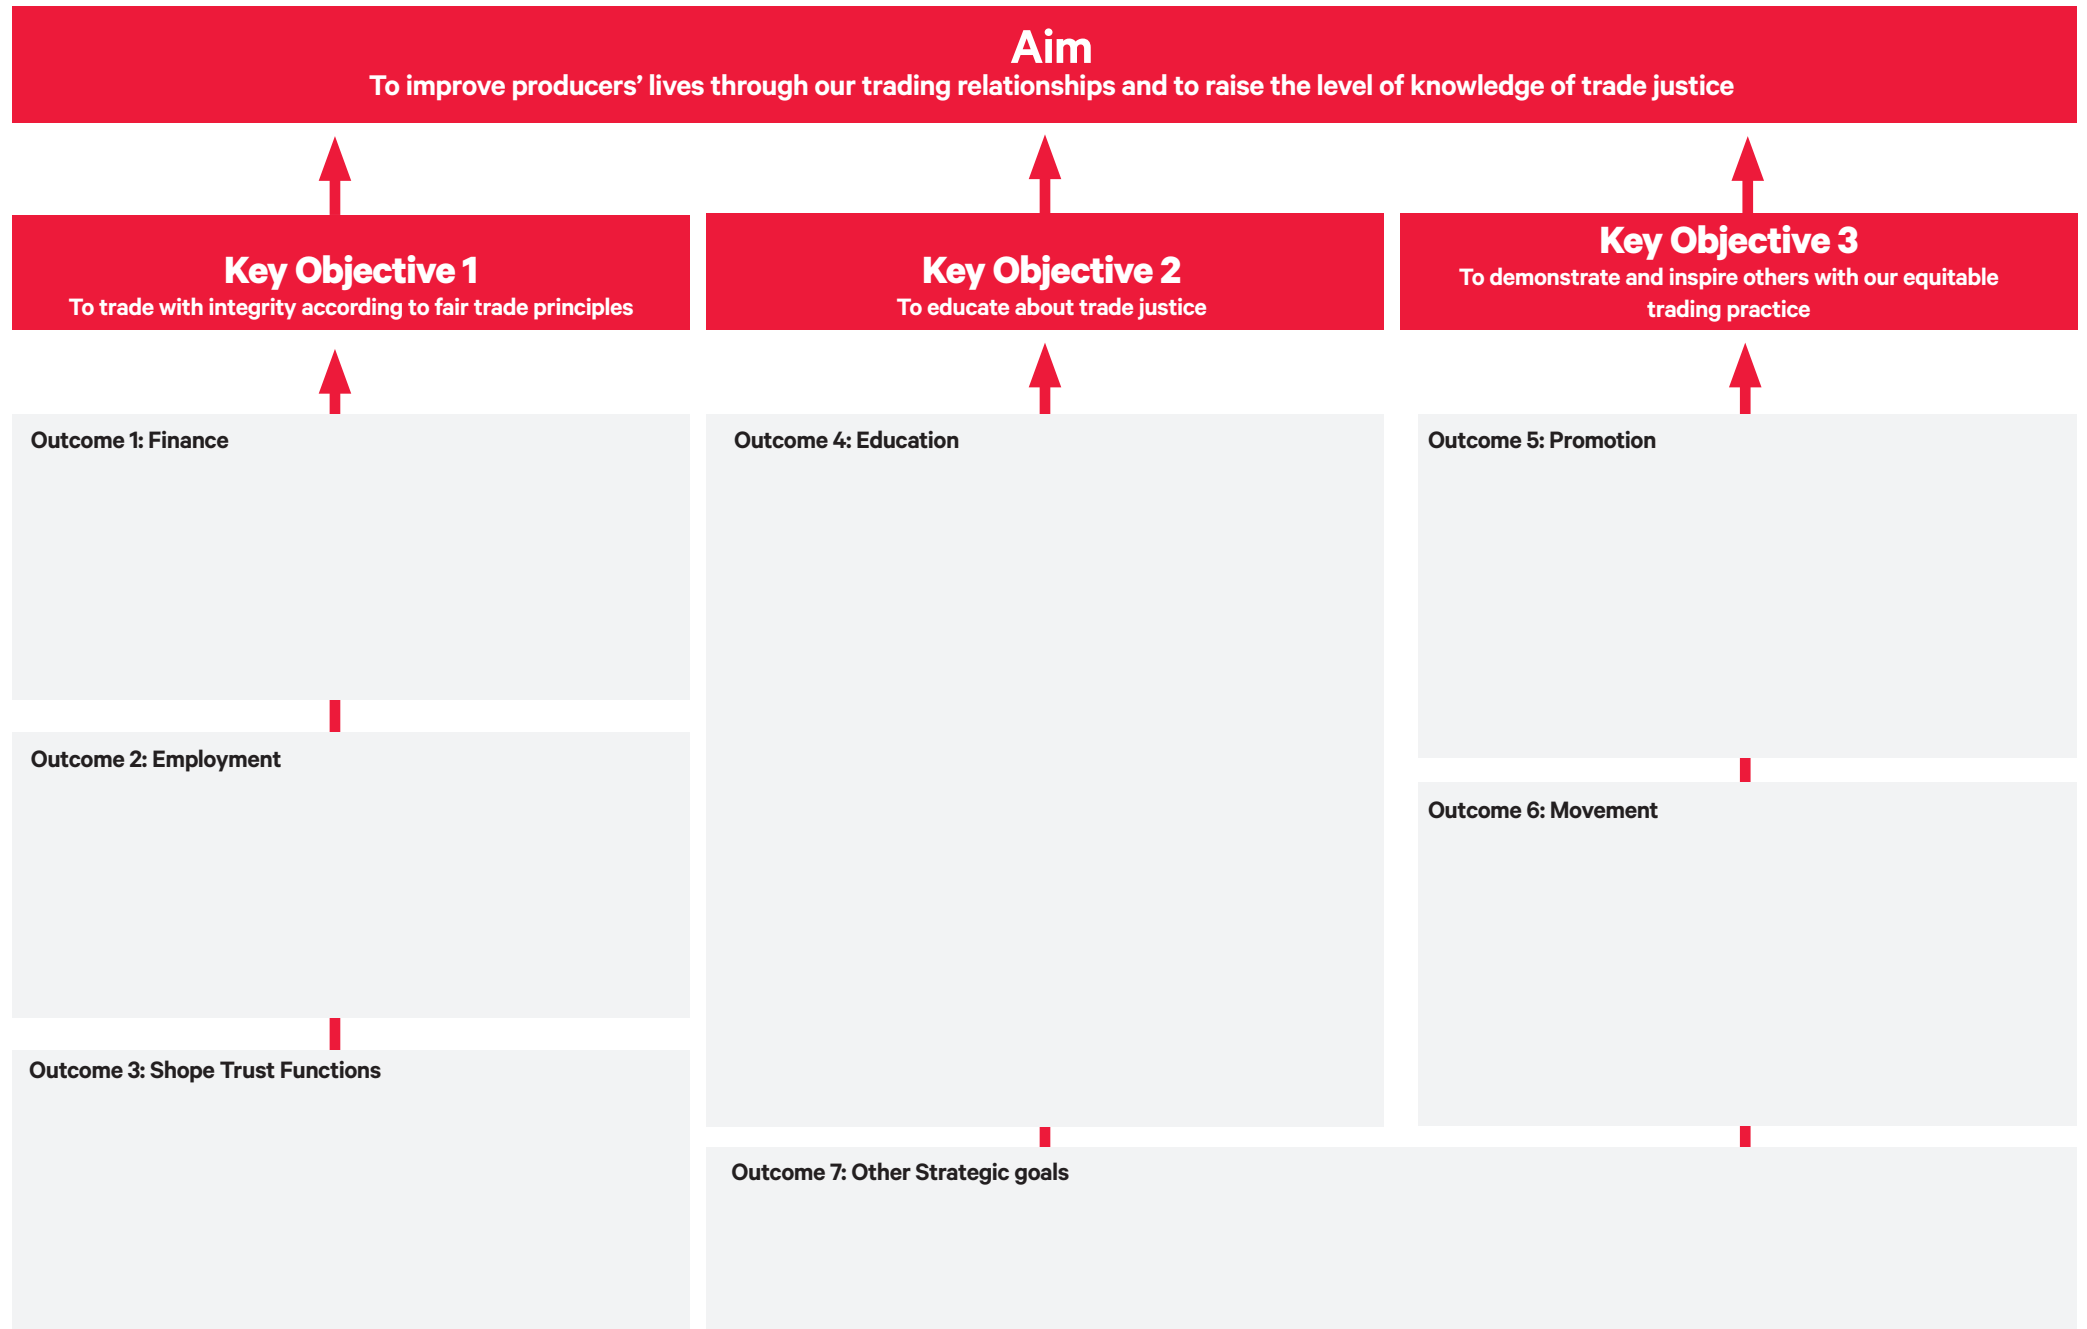 Aim
To improve producers’ lives through our trading relationships and to raise the level of knowledge of trade justice
Key Objective 1
To trade with integrity according to fair trade principles
Key Objective 2
To educate about trade justice
Key Objective 3
To demonstrate and inspire others with our equitable
trading practice
Outcome 1: Finance
Outcome 2: Employment
Outcome 3: Shope Trust Functions
Outcome 4: Education
Outcome 5: Promotion
Outcome 6: Movement
Outcome 7: Other Strategic goals